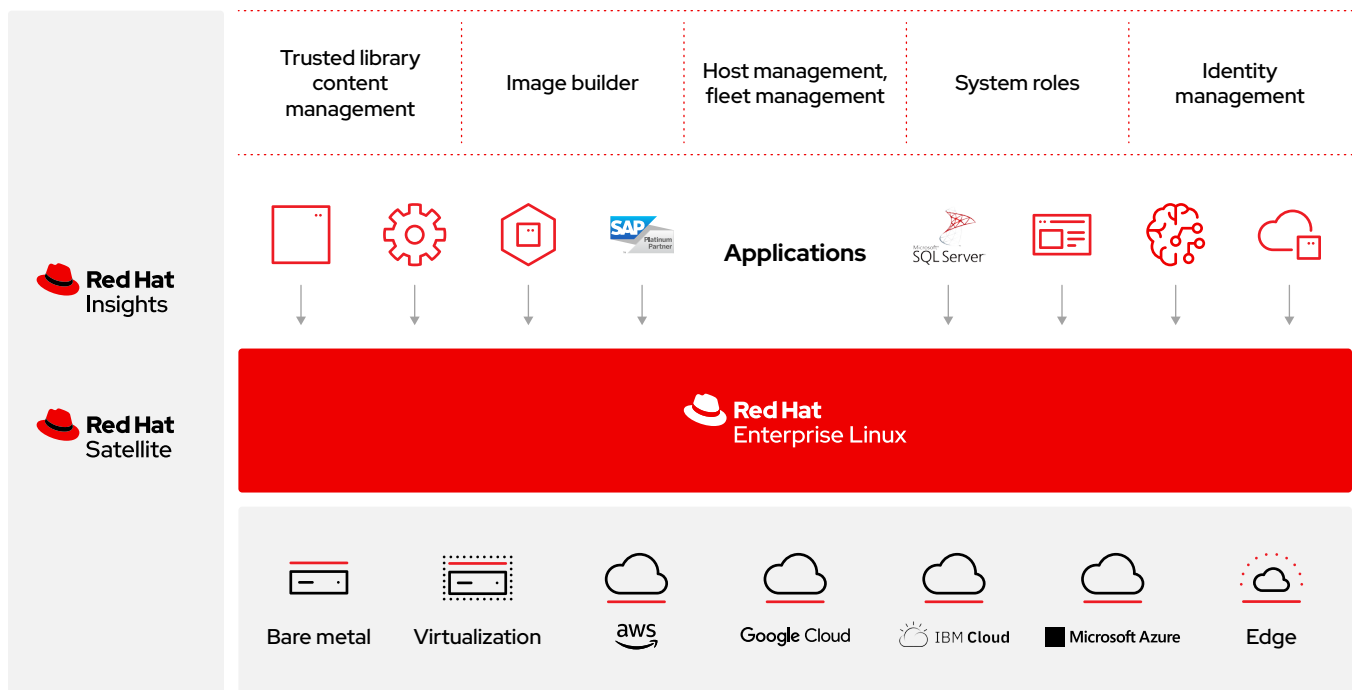 Trusted library
content
management
Image builder
Host management,
fleet management
System roles
Identity
management
Red Hat
Insights
SAP
Platinum
Partner
Applications
Microsoft
SQL Server
Red Hat
Satellite
Red Hat
Enterprise Linux
Bare metal
Virtualization
aws
Google Cloud
IBM Cloud
Microsoft Azure
Edge